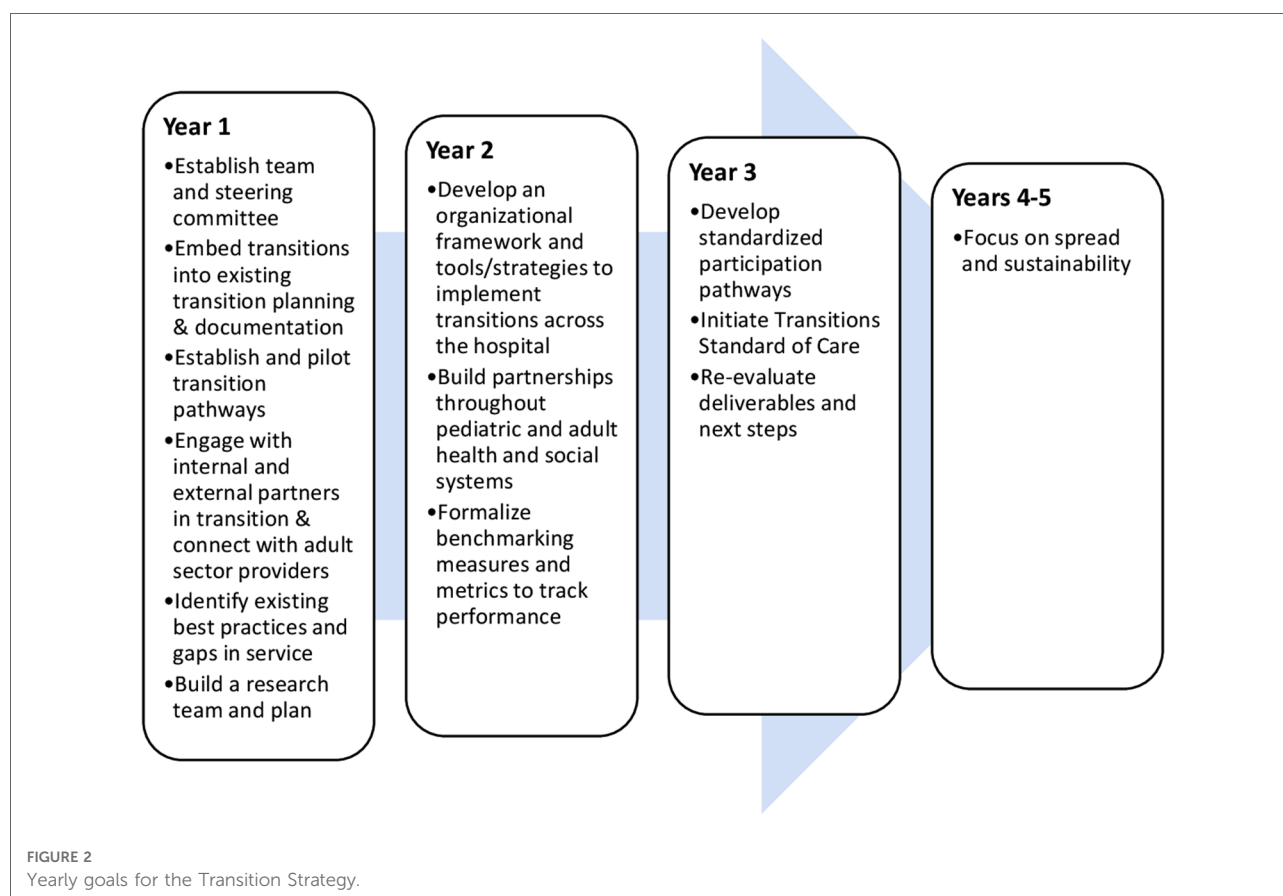 Year 1
•Establish team
and steering
committee
•Embed transitions
into existing
transition planning
& documentation
•Establish and pilot
transition
pathways
•Engage with
internal and
external partners
in transition &
connect with adult
sector providers
•Identify existing
best practices and
gaps in service
•Build a research
team and plan
Year 2
•Develop an
organizational
framework and
tools/strategies to
implement
transitions across
the hospital
•Build partnerships
throughout
pediatric and adult
health and social
systems
•Formalize
benchmarking
measures and
metrics to track
performance
Year 3
•Develop
standardized
participation
pathways
•Initiate Transitions
Standard of Care
•Re-evaluate
deliverables and
next steps
Years 4-5
•Focus on spread
and sustainability
FIGURE 2
Yearly goals for the Transition Strategy.